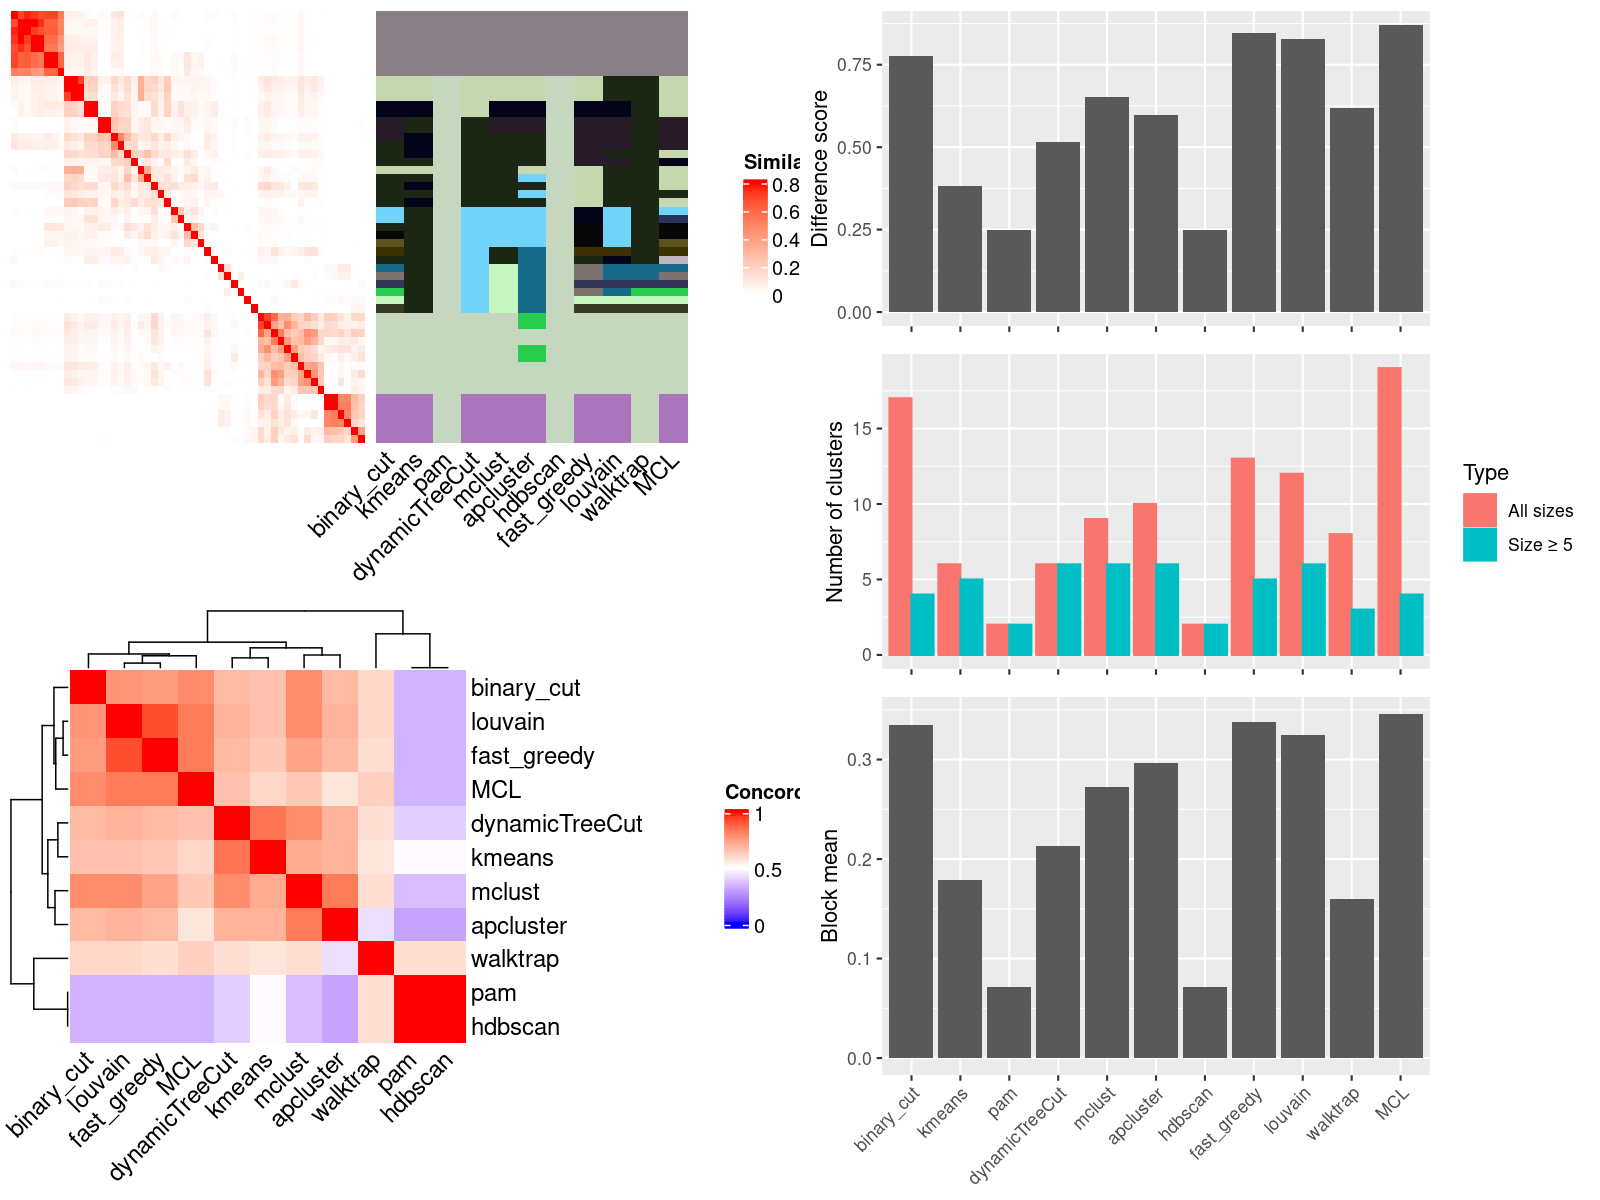 Simila
0.8
0.6
0.4
0.2
0
binary_cut
kmeans
pam
dynamicTreeCut
mclust
apcluster
hdbscan
fast_greedy
louvain
walktrap
MCL
binary_cut
louvain
fast_greedy
MCL
dynamicTreeCut
kmeans
mclust
apcluster
walktrap
pam
hdbscan
binary_cut
louvain
fast_greedy
MCL
dynamicTreeCut
kmeans
mclust
apcluster
walktrap
pam
hdbscan
Concord
1
0.5
0
Difference score
0.75
0.50
0.25
0.00
Number of clusters
15
10
5
0
Type
All sizes
Size ≥ 5
Block mean
0.3
0.2
0.1
0.0
binary_cut
kmeans
pam
dynamicTreeCut
mclust
apcluster
hdbscan
fast_greedy
louvain
walktrap
MCL